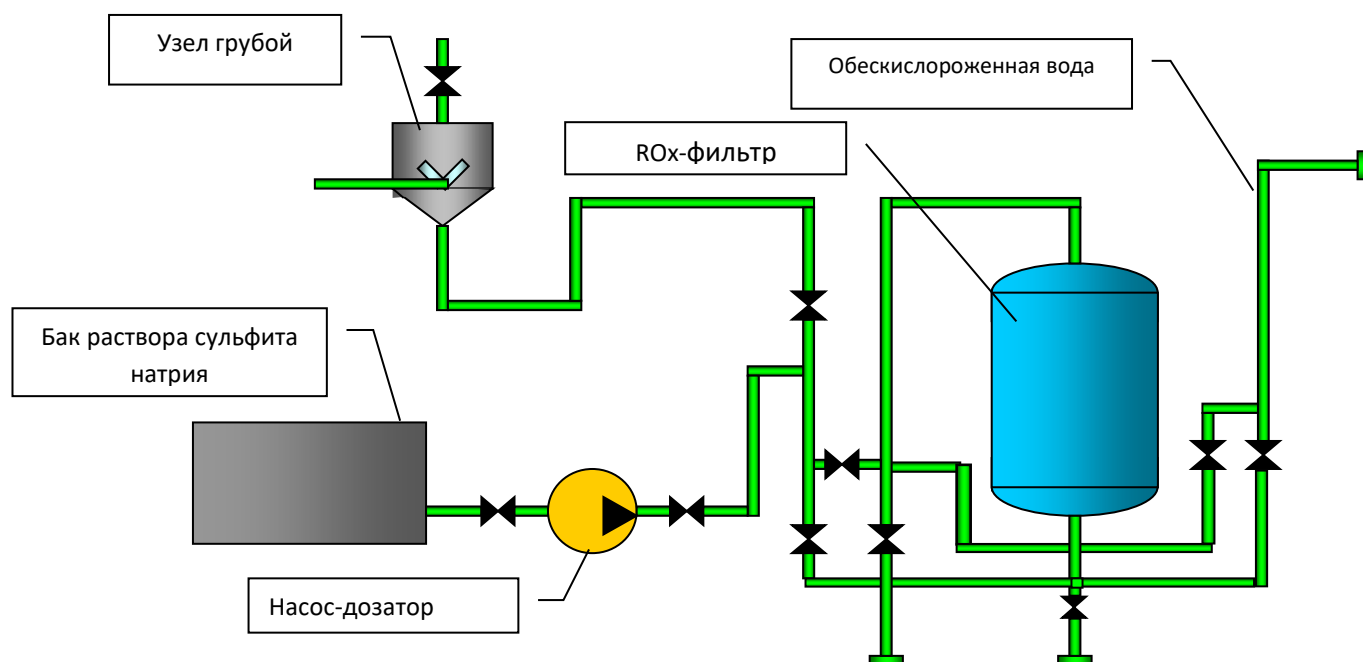 Узел грубой
Обескислороженная вода
ROx-фильтр
Бак раствора сульфита
натрия
Насос-дозатор